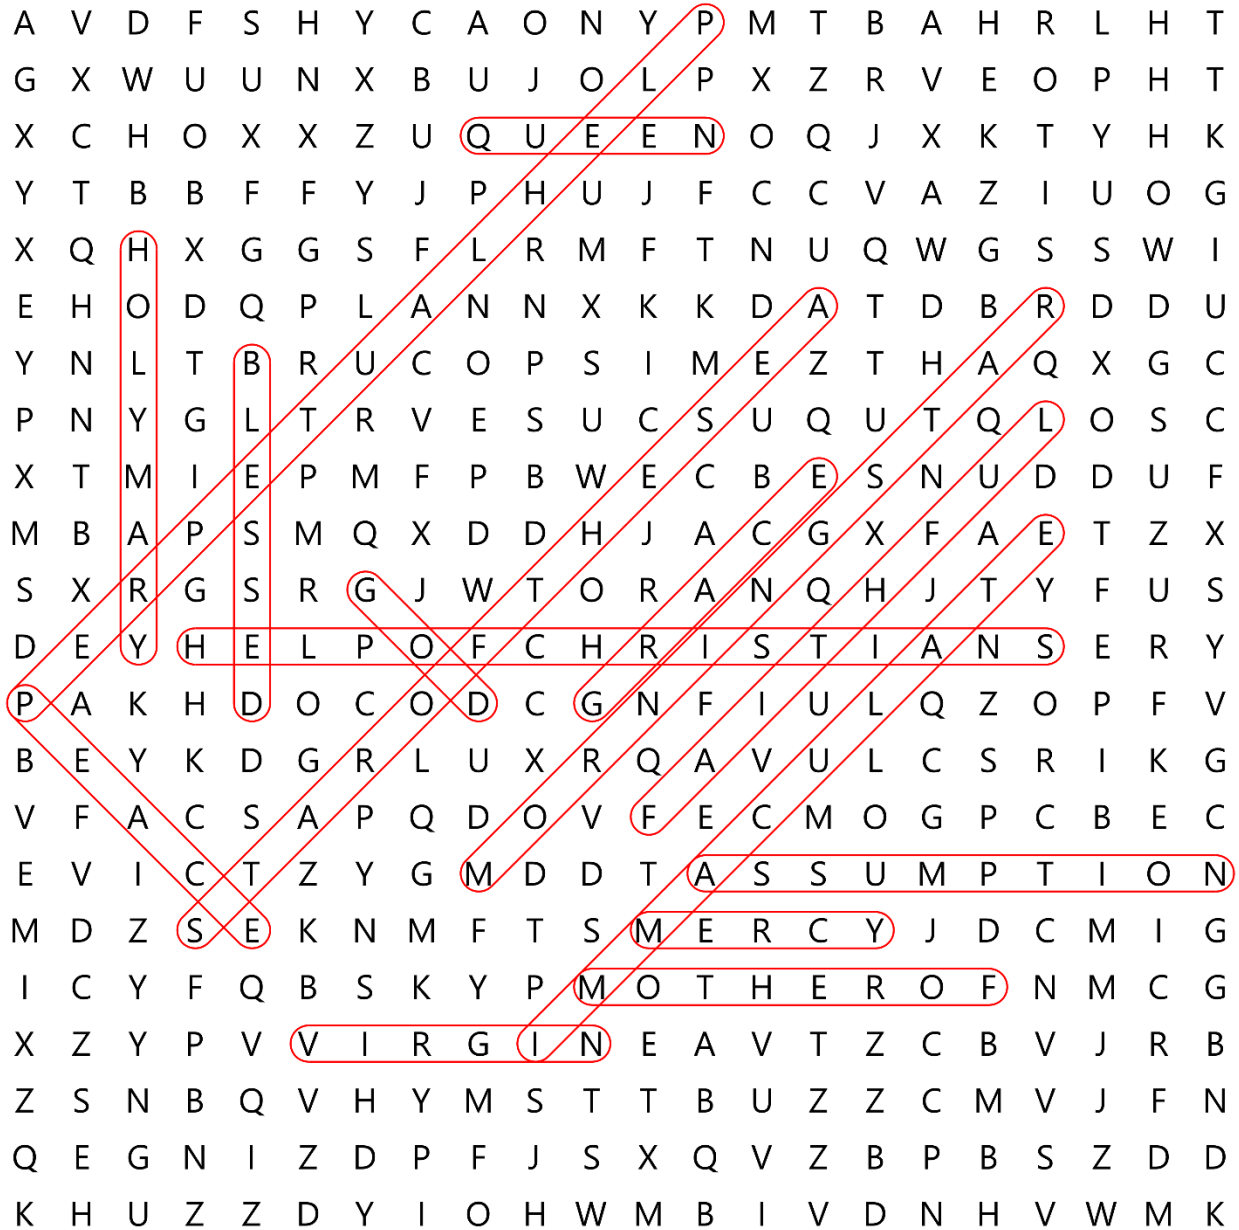 A V D F S H Y C A O N Y P M T B A H R L H T
G X W U U N X B U J O L P X Z R V E O P H T
X C H O X X Z U Q U E E N O Q J X K T Y H K
Y T B B F F Y J P H U J F C C V A Z I U O G
X Q H X G G S F L R M F T N U Q W G S S W I
E H O D Q P L A N N X K K D A T D B R D D U
Y N L T B R U C O P S I M E Z T H A Q X G C
P N Y G L T R V E S U C S U Q U T Q L O S C
X T M I E P M F P B W E C B E S N U D D U F
M B A P S M Q X D D H J A C G X F A E T Z X
S X R G S R G J W T O R A N Q H J T Y F U S
D E Y H E L P O F C H R I S T I A N S E R Y
P A K H D O C O D C G N F I U L Q Z O P F V
B E Y K D G R L U X R Q A V U L C S R I K G
V F A C S A P Q D O V F E C M O G P C B E C
E V I C T Z Y G M D D T A S S U M P T I O N
M D Z S E K N M F T S M E R C Y J D C M I G
I C Y F Q B S K Y P M O T H E R O F N M C G
X Z Y P V V I R G I N E A V T Z C B V J R B
Z S N B Q V H Y M S T T B U Z Z C M V J F N
Q E G N I Z D P F J S X Q V Z B P B S Z D D
K H U Z Z D Y I O H W M B I V D N H V W M K